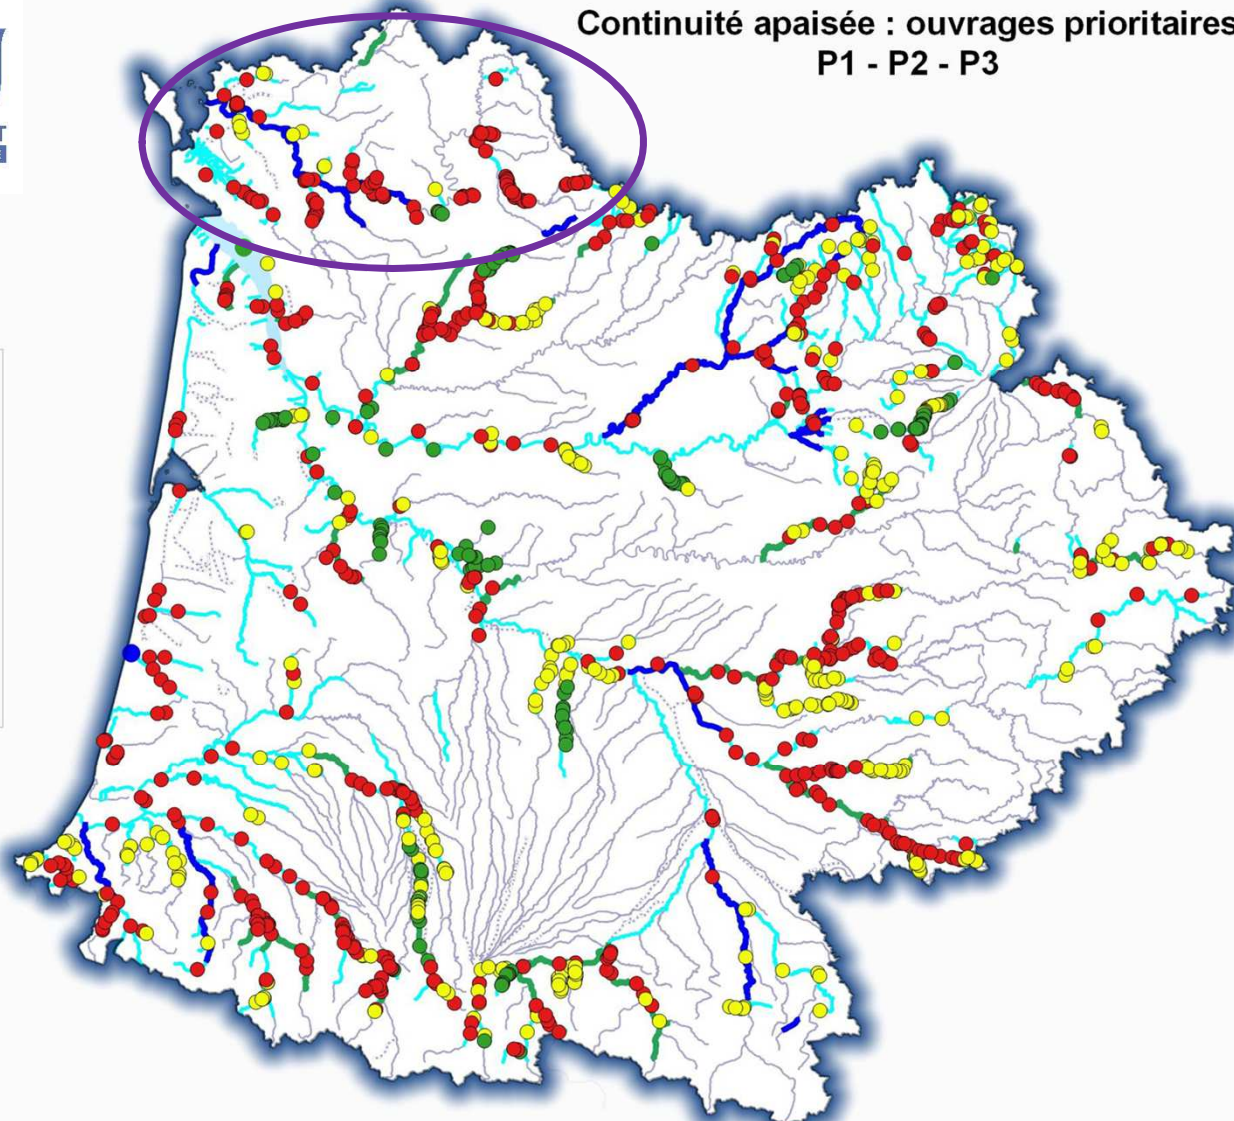 Continuité apaisée : ouvrages prioritaires
P1 - P2 - P3